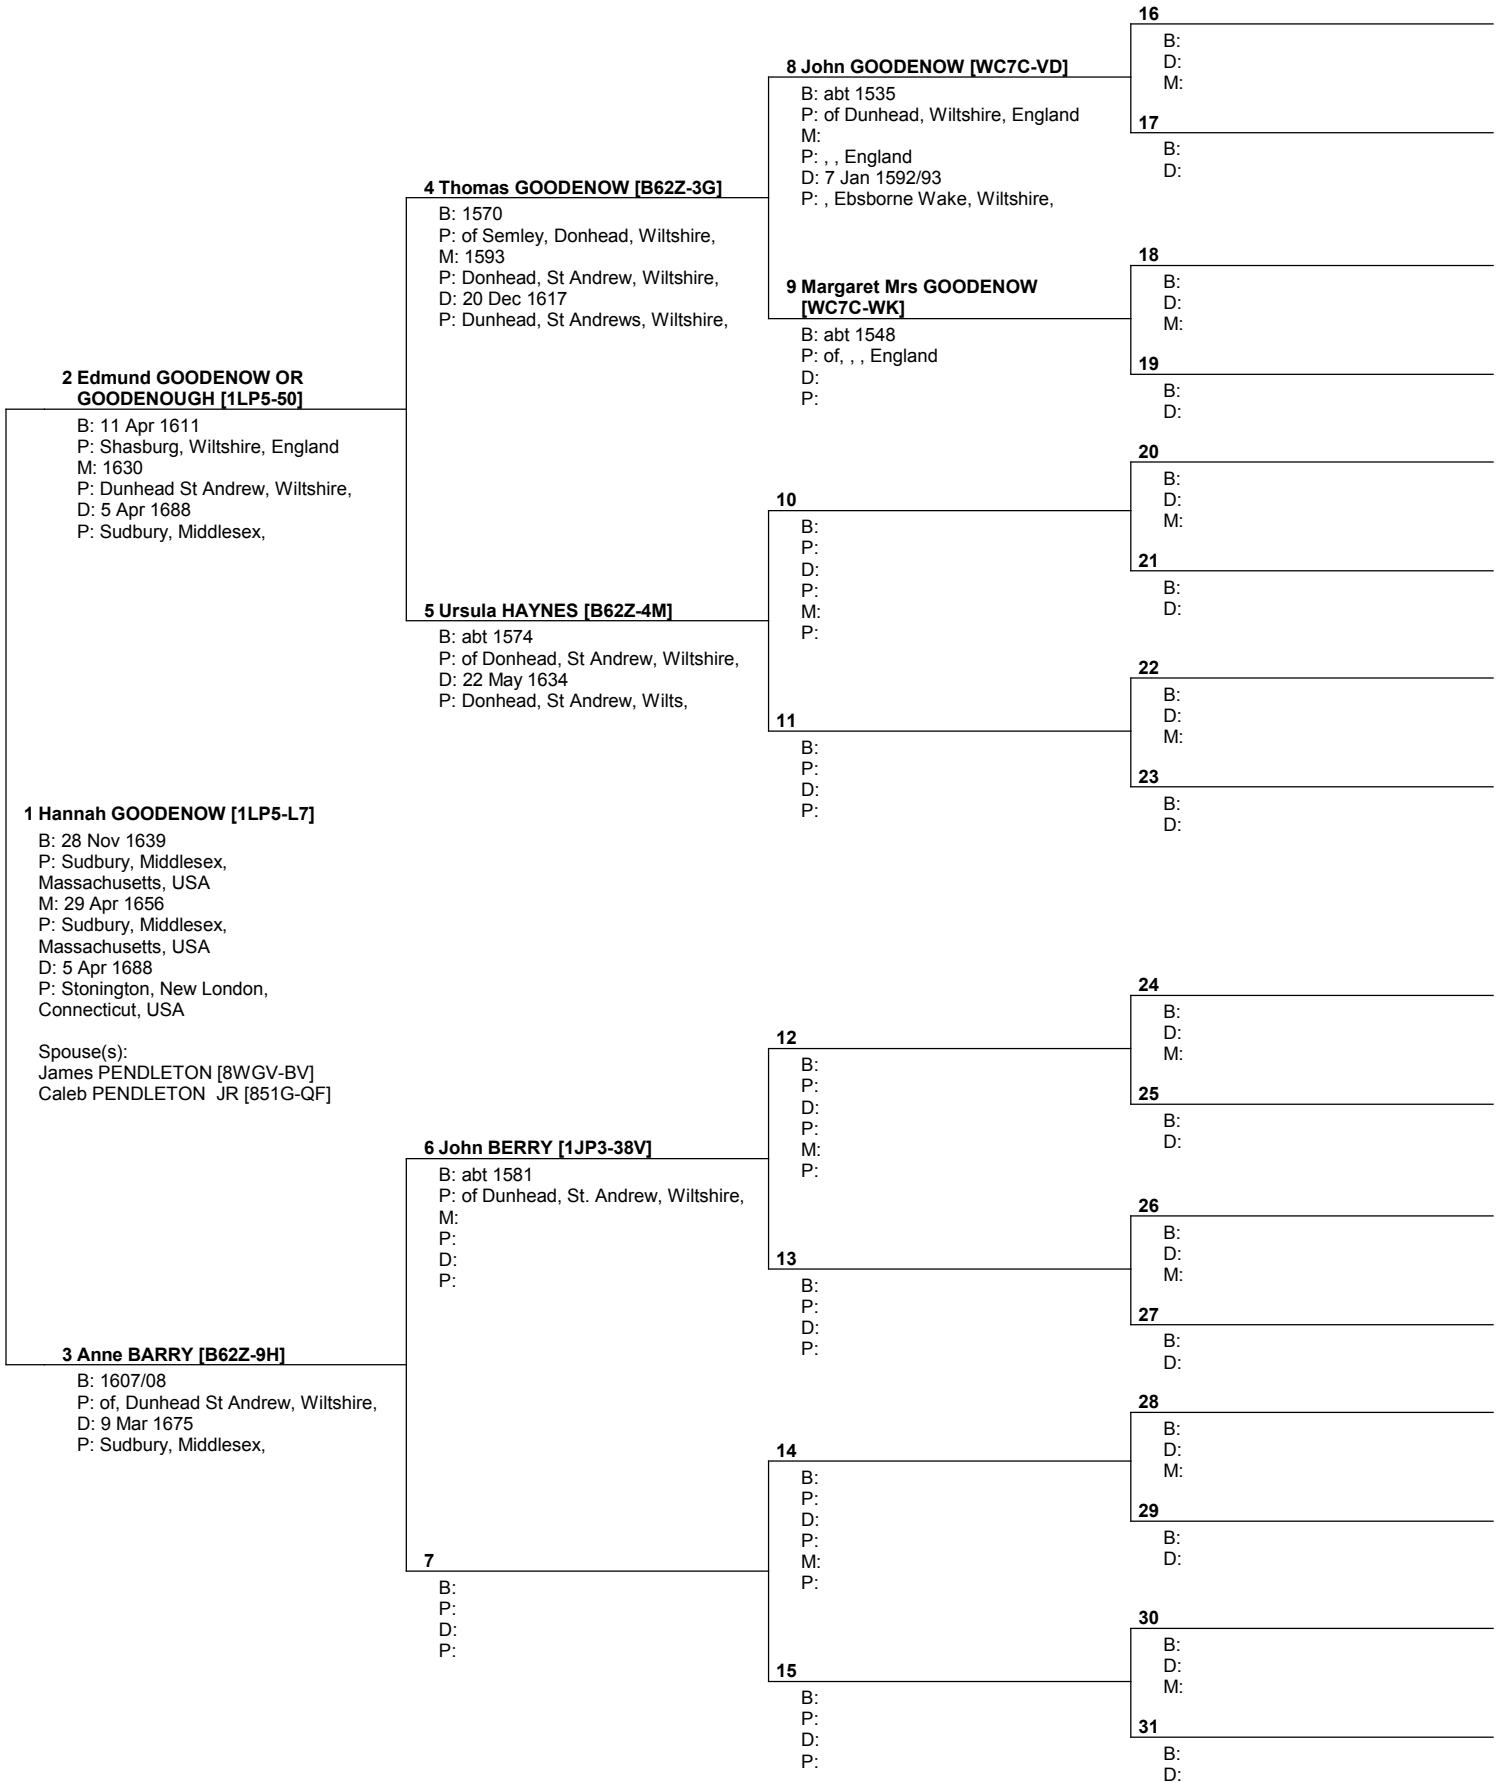 16
B:
D:
M:
8 John GOODENOW [WC7C-VD]
B: abt 1535
P: of Dunhead, Wiltshire, England
M:
P: , , England
D: 7 Jan 1592/93
P: , Ebsborne Wake, Wiltshire,
17
B:
D:
4 Thomas GOODENOW [B62Z-3G]
B: 1570
P: of Semley, Donhead, Wiltshire,
M: 1593
P: Donhead, St Andrew, Wiltshire,
D: 20 Dec 1617
P: Dunhead, St Andrews, Wiltshire,
18
B:
D:
M:
9 Margaret Mrs GOODENOW
[WC7C-WK]
B: abt 1548
P: of, , , England
D:
P:
19
B:
D:
2 Edmund GOODENOW OR
GOODENOUGH [1LP5-50]
B: 11 Apr 1611
P: Shasburg, Wiltshire, England
M: 1630
P: Dunhead St Andrew, Wiltshire,
D: 5 Apr 1688
P: Sudbury, Middlesex,
20
B:
D:
M:
10
B:
P:
D:
P:
M:
P:
21
B:
D:
5 Ursula HAYNES [B62Z-4M]
B: abt 1574
P: of Donhead, St Andrew, Wiltshire,
D: 22 May 1634
P: Donhead, St Andrew, Wilts,
22
B:
D:
M:
11
B:
P:
D:
P:
23
B:
D:
1 Hannah GOODENOW [1LP5-L7]
B: 28 Nov 1639
P: Sudbury, Middlesex,
Massachusetts, USA
M: 29 Apr 1656
P: Sudbury, Middlesex,
Massachusetts, USA
D: 5 Apr 1688
P: Stonington, New London,
Connecticut, USA
Spouse(s):
James PENDLETON [8WGV-BV]
Caleb PENDLETON JR [851G-QF]
24
B:
D:
M:
12
B:
P:
D:
P:
M:
P:
25
B:
D:
6 John BERRY [1JP3-38V]
B: abt 1581
P: of Dunhead, St. Andrew, Wiltshire,
M:
P:
D:
P:
26
B:
D:
M:
13
B:
P:
D:
P:
27
B:
D:
3 Anne BARRY [B62Z-9H]
B: 1607/08
P: of, Dunhead St Andrew, Wiltshire,
D: 9 Mar 1675
P: Sudbury, Middlesex,
28
B:
D:
M:
14
B:
P:
D:
P:
M:
P:
29
B:
D:
7
B:
P:
D:
P:
30
B:
D:
M:
15
B:
P:
D:
P:
31
B:
D: